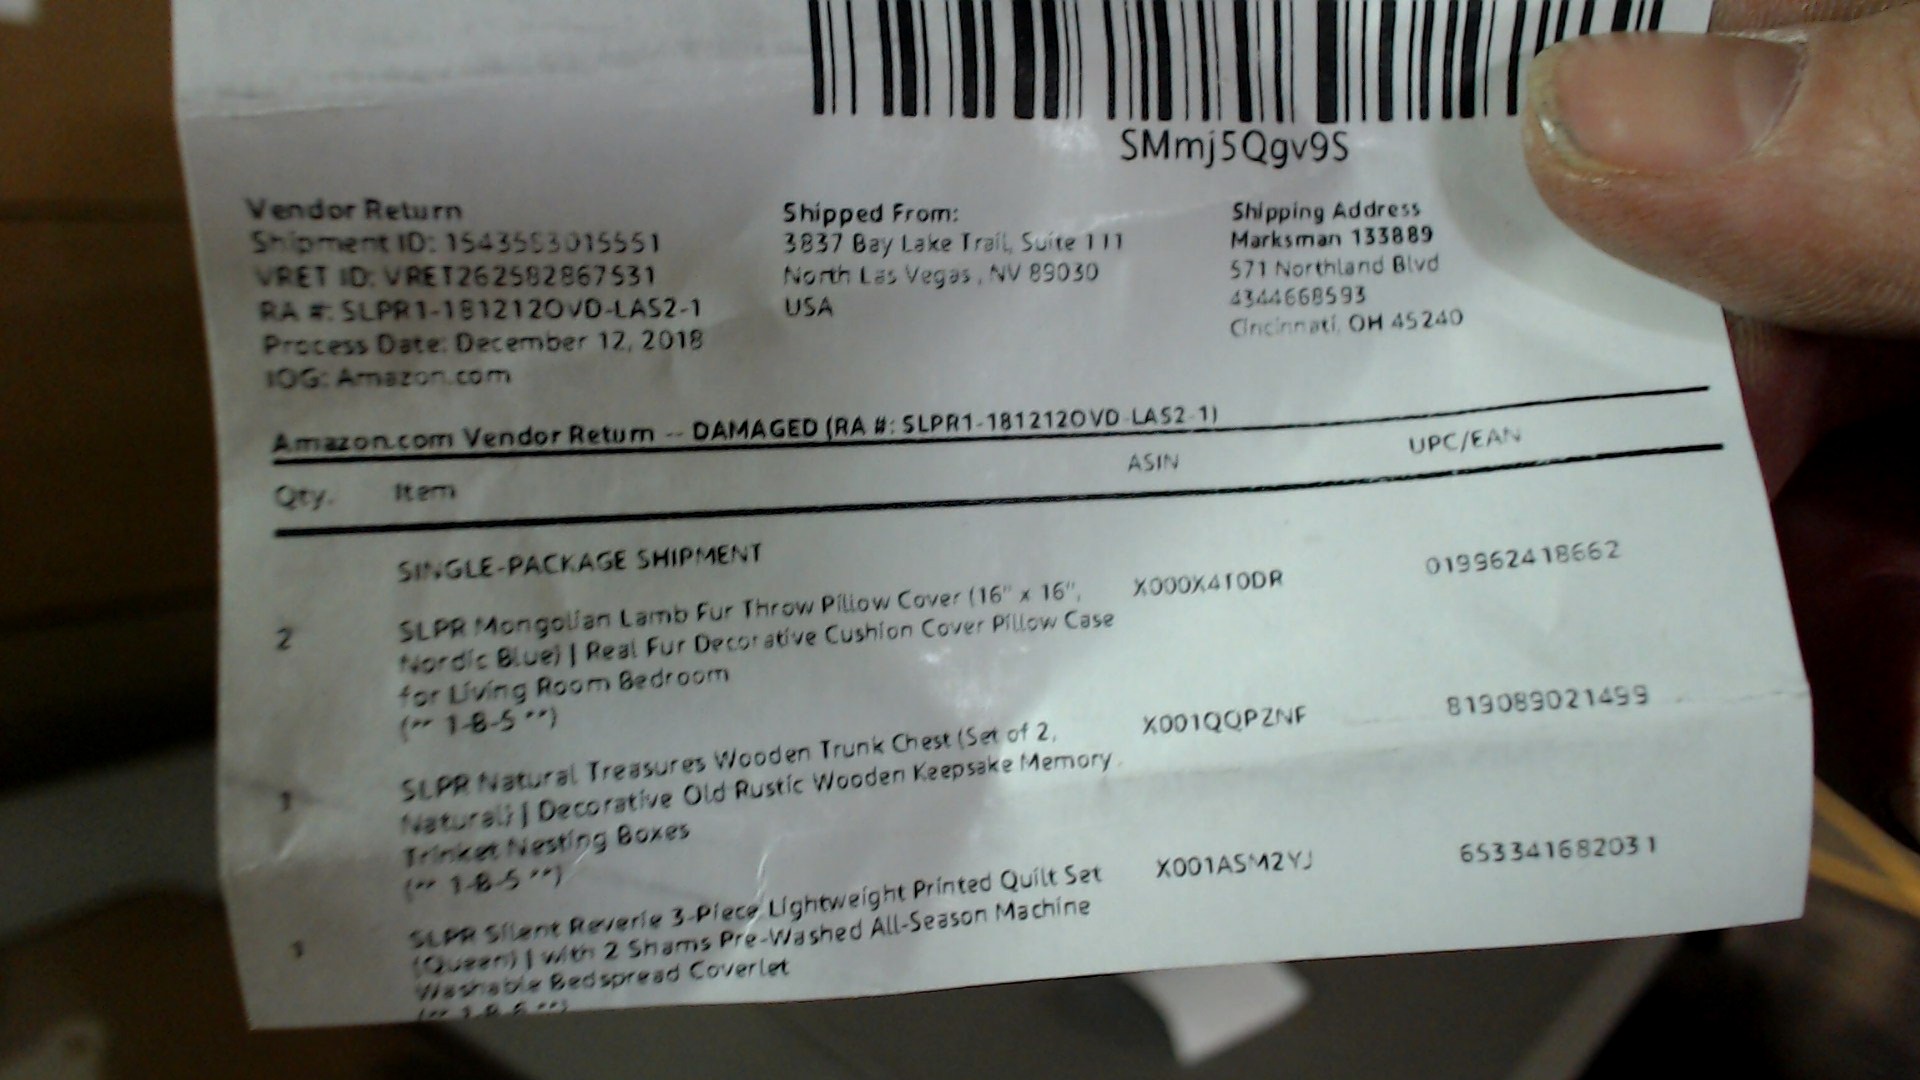 SMmj5Qgv9S
Vendor Return
Shipment ID: 1543553015551
VRET ID: VRET262582867531
RA #: SLPR1-181212OVD-LAS2-1
Process Date: December 12, 2018
IOG: Amazon.com
Shipped From:
3837 Bay Lake Trail, Suite 111
North Las Vegas , NV 89030
USA
Shipping Address
Marksman 133889
571 Northland Blvd
4344668593
Cincinnati, OH 45240
Amazon.com Vendor Return -- DAMAGED (RA #: SLPR1-181212OVD-LAS2-1)
Qty. Item ASIN UPC/EAN
SINGLE-PACKAGE SHIPMENT
2 SLPR Mongolian Lamb Fur Throw Pillow Cover (16" x 16", X000X4T0DR 019962418662
Nordic Blue) | Real Fur Decorative Cushion Cover Pillow Case
for Living Room Bedroom
(** 1-B-5 **)
1 SLPR Natural Treasures Wooden Trunk Chest (Set of 2, X001QQPZNF 819089021499
Natural) | Decorative Old Rustic Wooden Keepsake Memory
Trinket Nesting Boxes
(** 1-B-5 **)
1 SLPR Silent Reverie 3-Piece Lightweight Printed Quilt Set X001ASM2YJ 653341682031
(Queen) | with 2 Shams Pre-Washed All-Season Machine
Washable Bedspread Coverlet